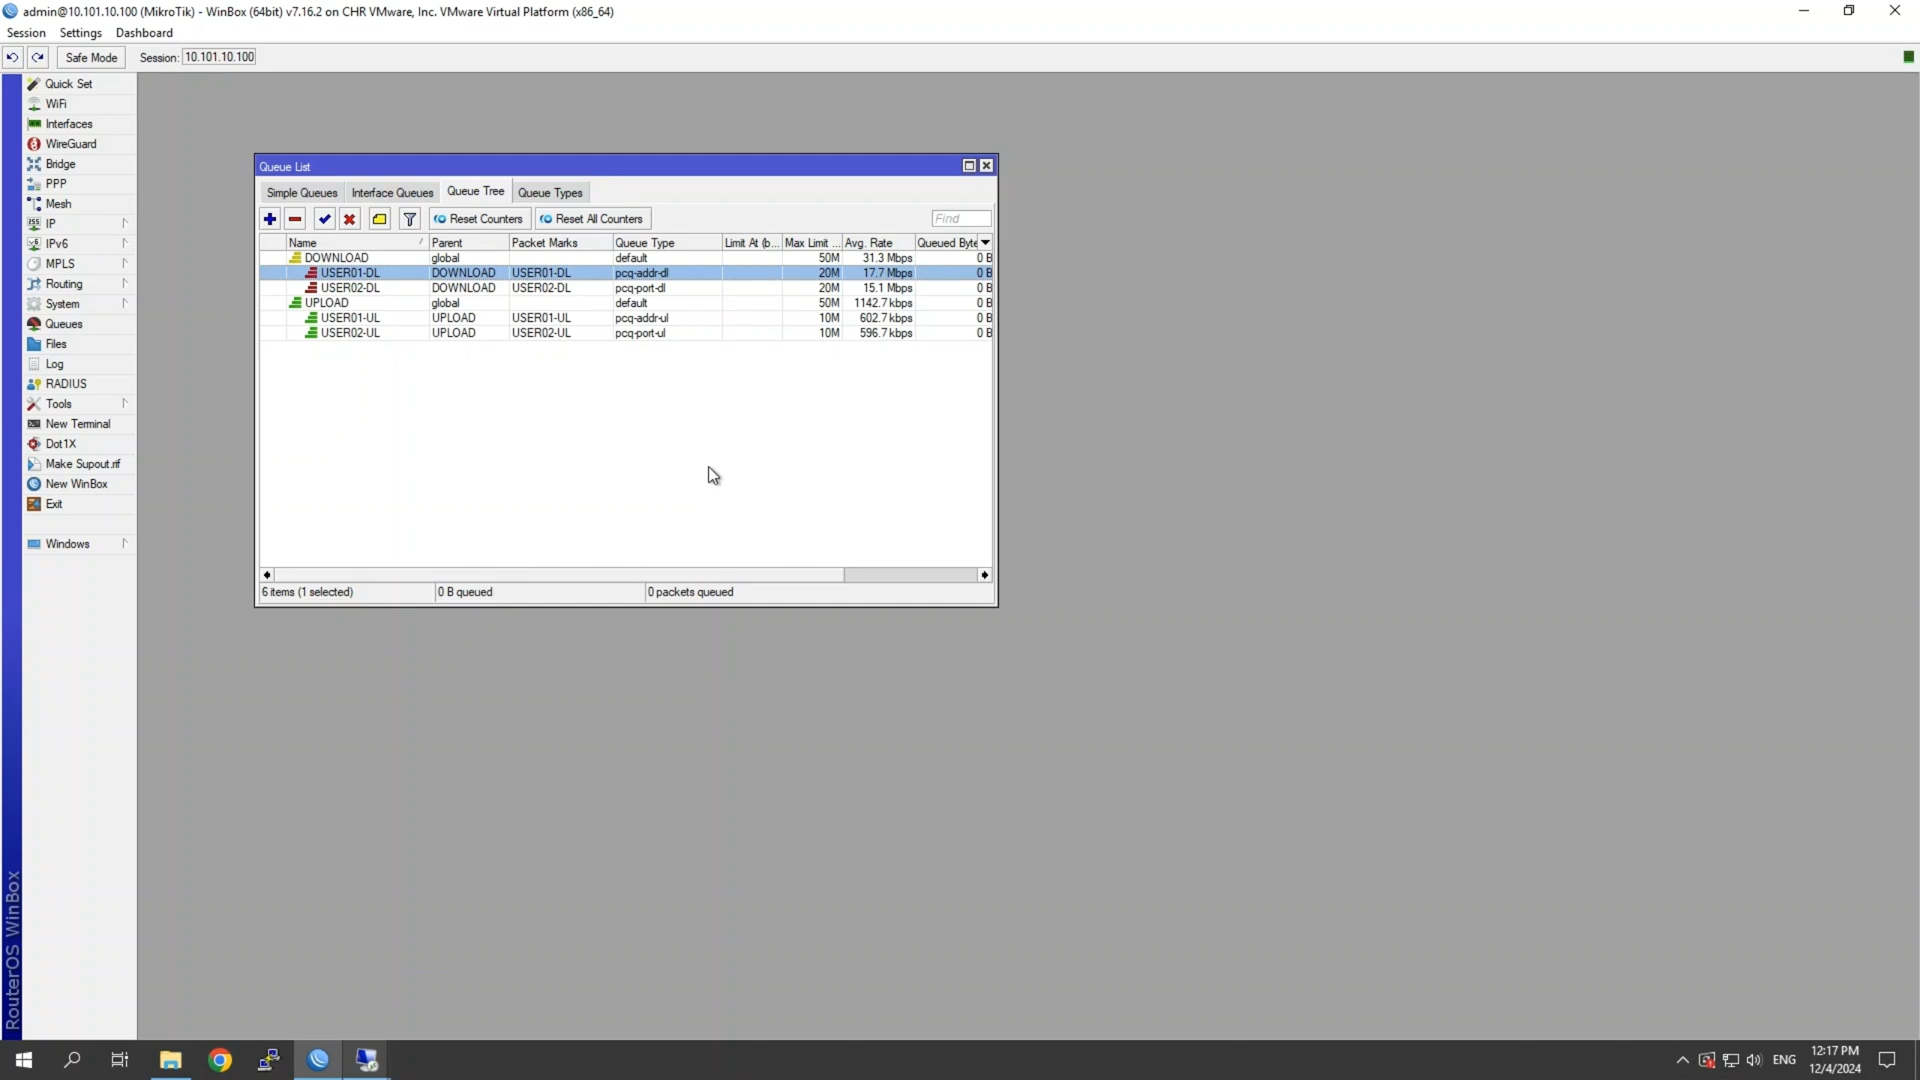 admin@10.101.10.100 (MikroTik) - WinBox (64bit) v7.16.2 on CHR VMware, Inc. VMware Virtual Platform (x86_64)
Session Settings Dashboard
Safe Mode Session: 10.101.10.100
Quick Set
WiFi
Interfaces
WireGuard
Bridge
PPP
Mesh
IP
IPv6
MPLS
Routing
System
Queues
Files
Log
RADIUS
Tools
New Terminal
Dot1X
Make Supout.rif
New WinBox
Exit
Windows
RouterOS WinBox
Queue List
Simple Queues Interface Queues Queue Tree Queue Types
Reset Counters Reset All Counters Find
Name Parent Packet Marks Queue Type Limit At (b... Max Limit ... Avg. Rate Queued Byte
DOWNLOAD global default 50M 31.3 Mbps 0 B
USER01-DL DOWNLOAD USER01-DL pcq-addr-dl 20M 17.7 Mbps 0 B
USER02-DL DOWNLOAD USER02-DL pcq-port-dl 20M 15.1 Mbps 0 B
UPLOAD global default 50M 1142.7 kbps 0 B
USER01-UL UPLOAD USER01-UL pcq-addr-ul 10M 602.7 kbps 0 B
USER02-UL UPLOAD USER02-UL pcq-port-ul 10M 596.7 kbps 0 B
6 items (1 selected) 0 B queued 0 packets queued
ENG
12:17 PM
12/4/2024